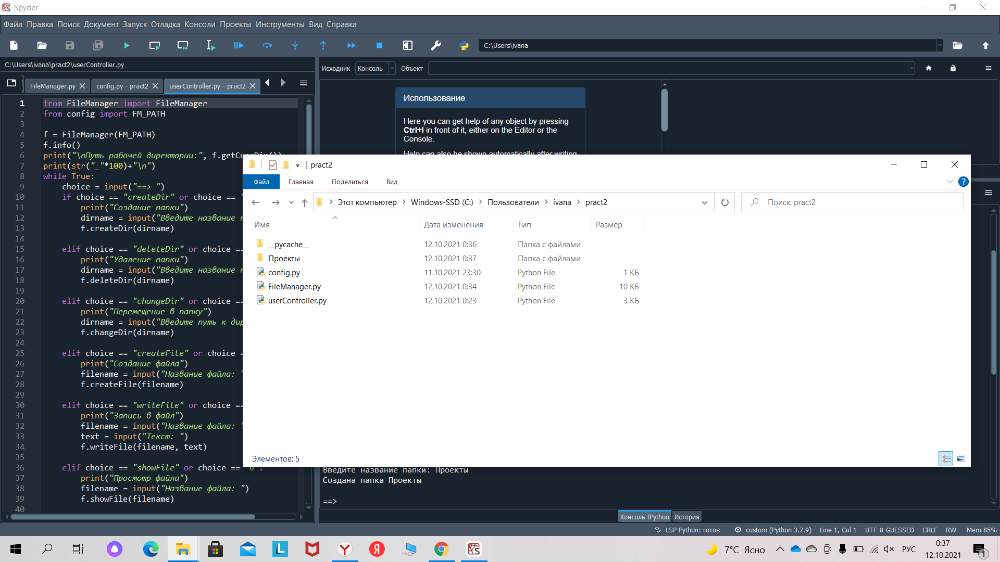 Spyder
Файл Правка Поиск Документ Запуск Отладка Консоли Проекты Инструменты Вид Справка
C:\Users\ivana
C:\Users\ivana\pract2\userController.py
FileManager.py
config.py - pract2
userController.py - pract2
1 from FileManager import FileManager
2 from config import FM_PATH
3
4 f = FileManager(FM_PATH)
5 f.info()
6 print("\nПуть рабочей директории:", f.getCurrDir())
7 print(str("_"*100)+"\n")
8 while True:
9 choice = input("==> ")
10 if choice == "createDir" or choice == "
11 print("Создание папки")
12 dirname = input("Введите название
13 f.createDir(dirname)
14
15 elif choice == "deleteDir" or choice ==
16 print("Удаление папки")
17 dirname = input("Введите название
18 f.deleteDir(dirname)
19
20 elif choice == "changeDir" or choice ==
21 print("Перемещение в папку")
22 dirname = input("Введите путь к дир
23 f.changeDir(dirname)
24
25 elif choice == "createFile" or choice =
26 print("Создание файла")
27 filename = input("Название файла: "
28 f.createFile(filename)
29
30 elif choice == "writeFile" or choice ==
31 print("Запись в файл")
32 filename = input("Название файла: "
33 text = input("Текст: ")
34 f.writeFile(filename, text)
35
36 elif choice == "showFile" or choice == "6":
37 print("Просмотр файла")
38 filename = input("Название файла: ")
39 f.showFile(filename)
40
Исходник Консоль Объект
Использование
Here you can get help of any object by pressing
Ctrl+I in front of it, either on the Editor or the
Console.
Help can also be shown automatically after writing
pract2
Файл Главная Поделиться Вид
Этот компьютер > Windows-SSD (C:) > Пользователи > ivana > pract2
Поиск: pract2
Имя Дата изменения Тип Размер
__pycache__ 12.10.2021 0:36 Папка с файлами
Проекты 12.10.2021 0:37 Папка с файлами
config.py 11.10.2021 23:30 Python File 1 КБ
FileManager.py 12.10.2021 0:34 Python File 10 КБ
userController.py 12.10.2021 0:23 Python File 3 КБ
Элементов: 5
Введите название папки: Проекты
Создана папка Проекты
==>
Консоль IPython История
LSP Python: готов custom (Python 3.7.9) Line 1, Col 1 UTF-8-GUESSED CRLF RW Mem 85%
7°C Ясно РУС 0:37
12.10.2021
1